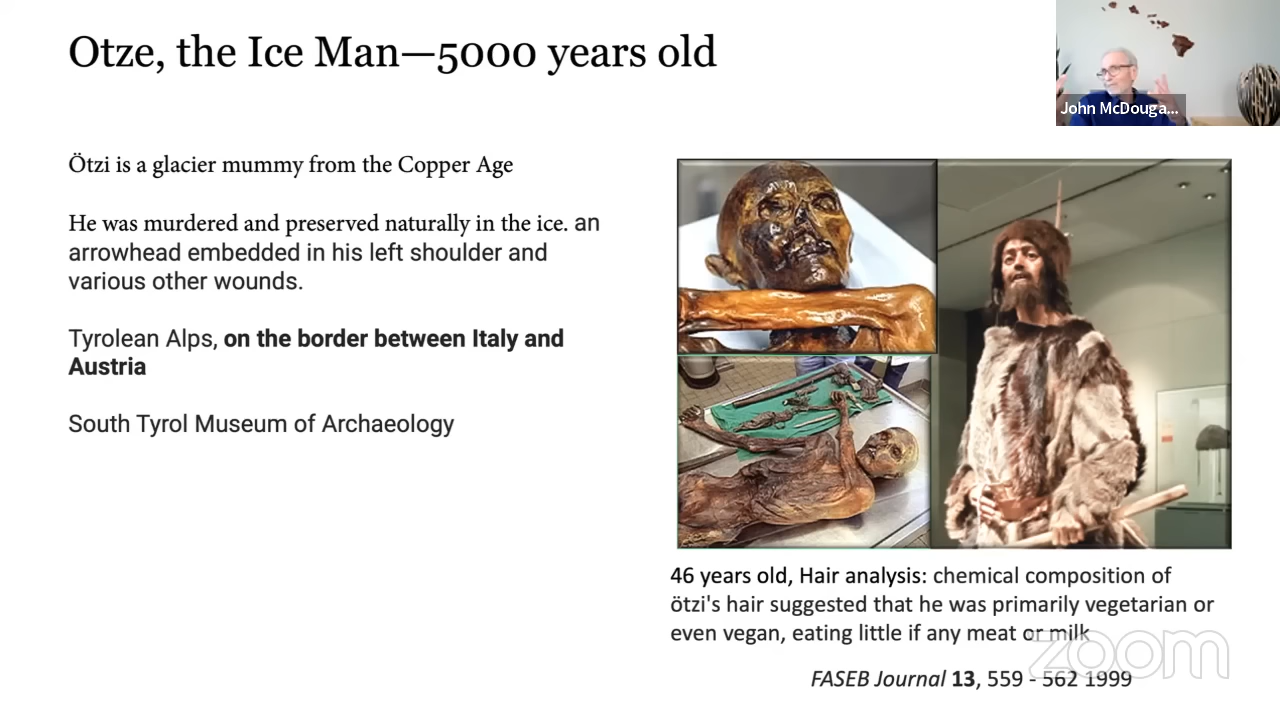 Otze, the Ice Man—5000 years old
John McDouga...
Ötzi is a glacier mummy from the Copper Age
He was murdered and preserved naturally in the ice. an
arrowhead embedded in his left shoulder and
various other wounds.
Tyrolean Alps, on the border between Italy and
Austria
South Tyrol Museum of Archaeology
46 years old, Hair analysis: chemical composition of
ötzi's hair suggested that he was primarily vegetarian or
even vegan, eating little if any meat or milk
zoom
FASEB Journal 13, 559 - 562 1999